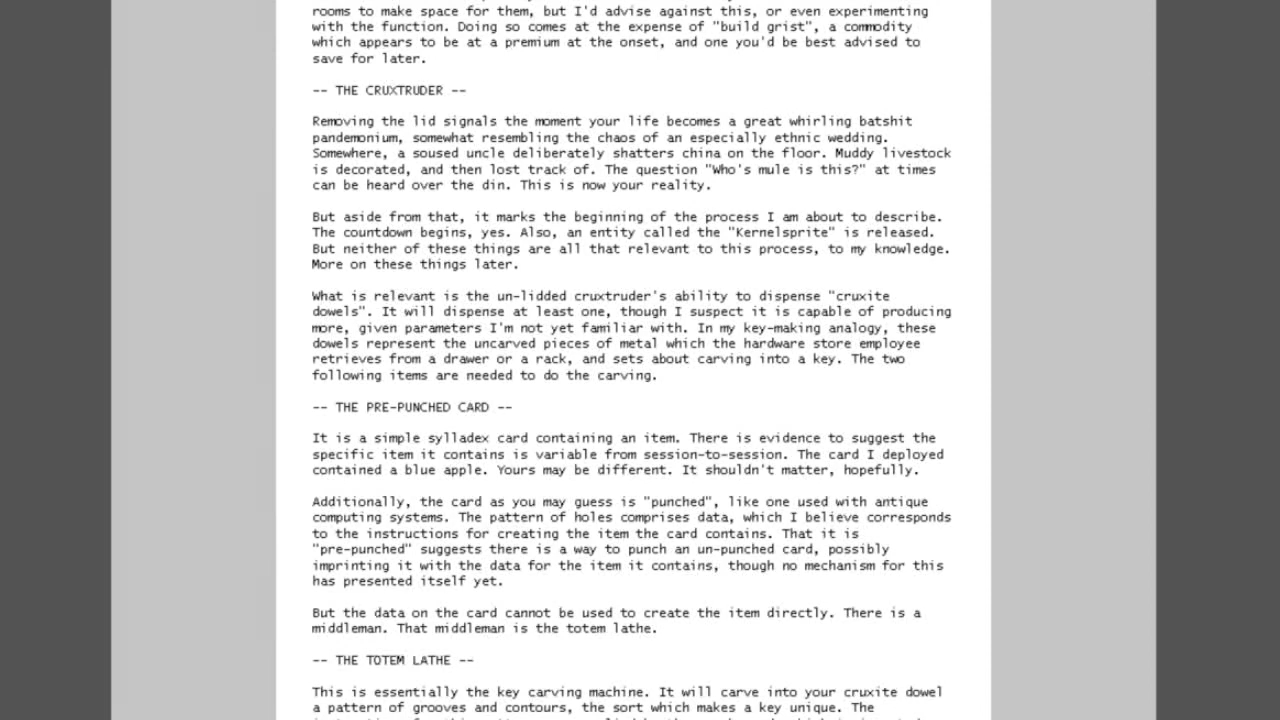 rooms to make space for them, but I'd advise against this, or even experimenting
with the function. Doing so comes at the expense of "build grist", a commodity
which appears to be at a premium at the onset, and one you'd be best advised to
save for later.
-- THE CRUXTRUDER --
Removing the lid signals the moment your life becomes a great whirling batshit
pandemonium, somewhat resembling the chaos of an especially ethnic wedding.
Somewhere, a soused uncle deliberately shatters china on the floor. Muddy livestock
is decorated, and then lost track of. The question "Who's mule is this?" at times
can be heard over the din. This is now your reality.
But aside from that, it marks the beginning of the process I am about to describe.
The countdown begins, yes. Also, an entity called the "Kernelsprite" is released.
But neither of these things are all that relevant to this process, to my knowledge.
More on these things later.
What is relevant is the un-lidded cruxtruder's ability to dispense "cruxite
dowels". It will dispense at least one, though I suspect it is capable of producing
more, given parameters I'm not yet familiar with. In my key-making analogy, these
dowels represent the uncarved pieces of metal which the hardware store employee
retrieves from a drawer or a rack, and sets about carving into a key. The two
following items are needed to do the carving.
-- THE PRE-PUNCHED CARD --
It is a simple sylladex card containing an item. There is evidence to suggest the
specific item it contains is variable from session-to-session. The card I deployed
contained a blue apple. Yours may be different. It shouldn't matter, hopefully.
Additionally, the card as you may guess is "punched", like one used with antique
computing systems. The pattern of holes comprises data, which I believe corresponds
to the instructions for creating the item the card contains. That it is
"pre-punched" suggests there is a way to punch an un-punched card, possibly
imprinting it with the data for the item it contains, though no mechanism for this
has presented itself yet.
But the data on the card cannot be used to create the item directly. There is a
middleman. That middleman is the totem lathe.
-- THE TOTEM LATHE --
This is essentially the key carving machine. It will carve into your cruxite dowel
a pattern of grooves and contours, the sort which makes a key unique. The